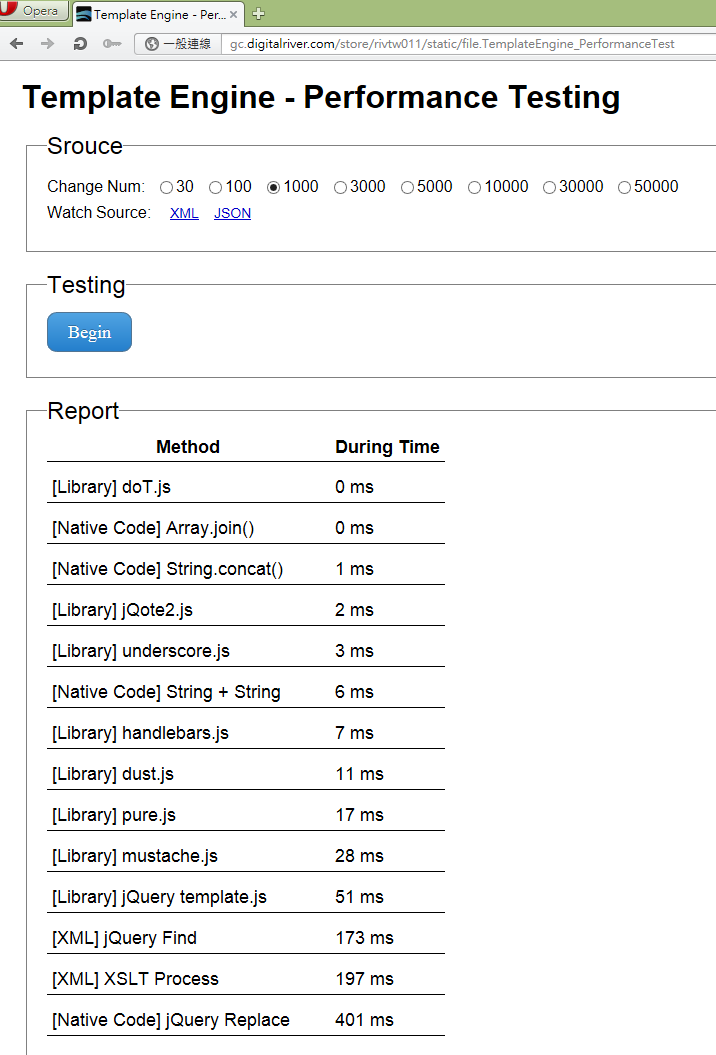 Opera
Template Engine - Per...
一般連線
gc.digitalriver.com/store/rivtw011/static/file.TemplateEngine_PerformanceTest
Template Engine - Performance Testing
Srouce
Change Num: 30 100 1000 3000 5000 10000 30000 50000
Watch Source: XML JSON
Testing
Begin
Report
Method During Time
[Library] doT.js 0 ms
[Native Code] Array.join() 0 ms
[Native Code] String.concat() 1 ms
[Library] jQote2.js 2 ms
[Library] underscore.js 3 ms
[Native Code] String + String 6 ms
[Library] handlebars.js 7 ms
[Library] dust.js 11 ms
[Library] pure.js 17 ms
[Library] mustache.js 28 ms
[Library] jQuery template.js 51 ms
[XML] jQuery Find 173 ms
[XML] XSLT Process 197 ms
[Native Code] jQuery Replace 401 ms